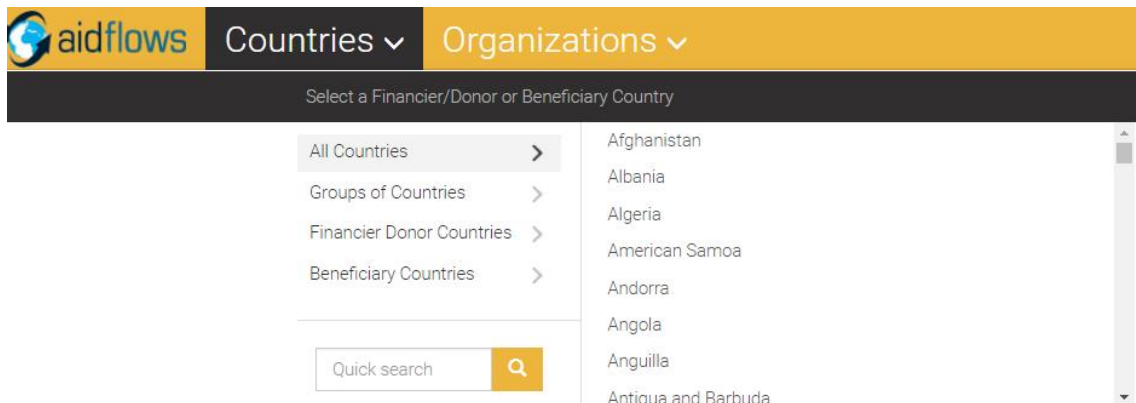 aidflows Countries Organizations
Select a Financier/Donor or Beneficiary Country
All Countries
Groups of Countries
Financier Donor Countries
Beneficiary Countries
Quick search
Afghanistan
Albania
Algeria
American Samoa
Andorra
Angola
Anguilla
Antigua and Barbuda